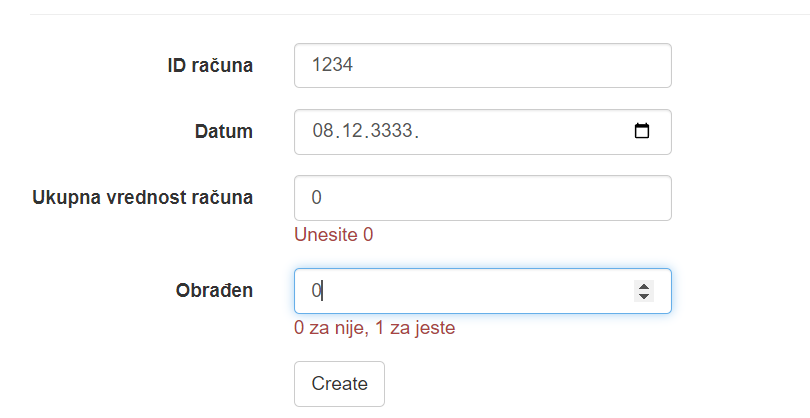 ID računa
1234
Datum
08.12.3333.
Ukupna vrednost računa
0
Unesite 0
Obrađen
0
0 za nije, 1 za jeste
Create